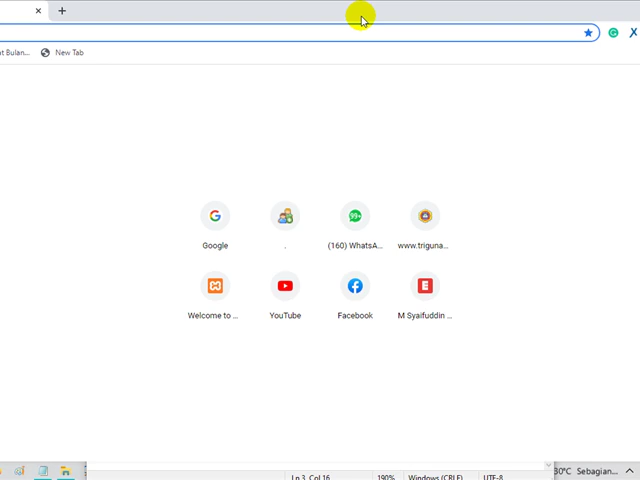 t Bulan... New Tab
Google . (160) WhatsA... www.triguna...
99+
Welcome to ... YouTube Facebook M Syaifuddin ...
30°C Sebagian...
Ln 3, Col 16 190% Windows (CRLF) UTF-8